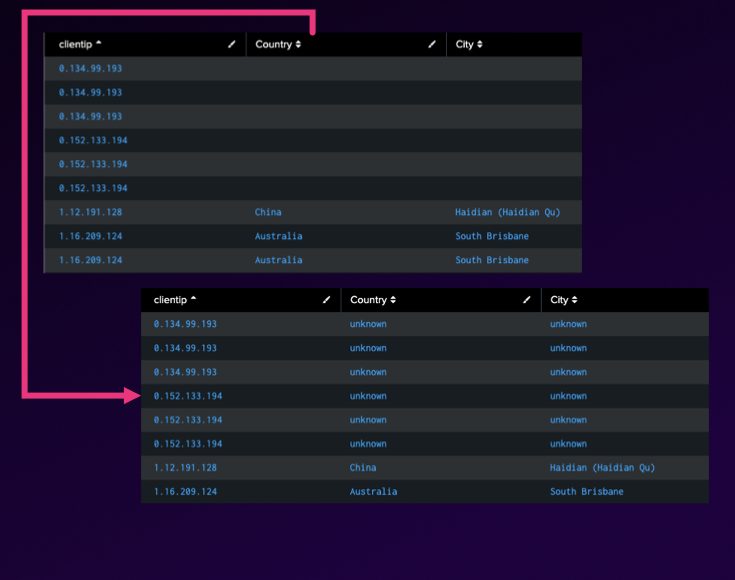 clientip Country City
0.134.99.193
0.134.99.193
0.134.99.193
0.152.133.194
0.152.133.194
0.152.133.194
1.12.191.128 China Haidian (Haidian Qu)
1.16.209.124 Australia South Brisbane
1.16.209.124 Australia South Brisbane
clientip Country City
0.134.99.193 unknown unknown
0.134.99.193 unknown unknown
0.134.99.193 unknown unknown
0.152.133.194 unknown unknown
0.152.133.194 unknown unknown
0.152.133.194 unknown unknown
1.12.191.128 China Haidian (Haidian Qu)
1.16.209.124 Australia South Brisbane